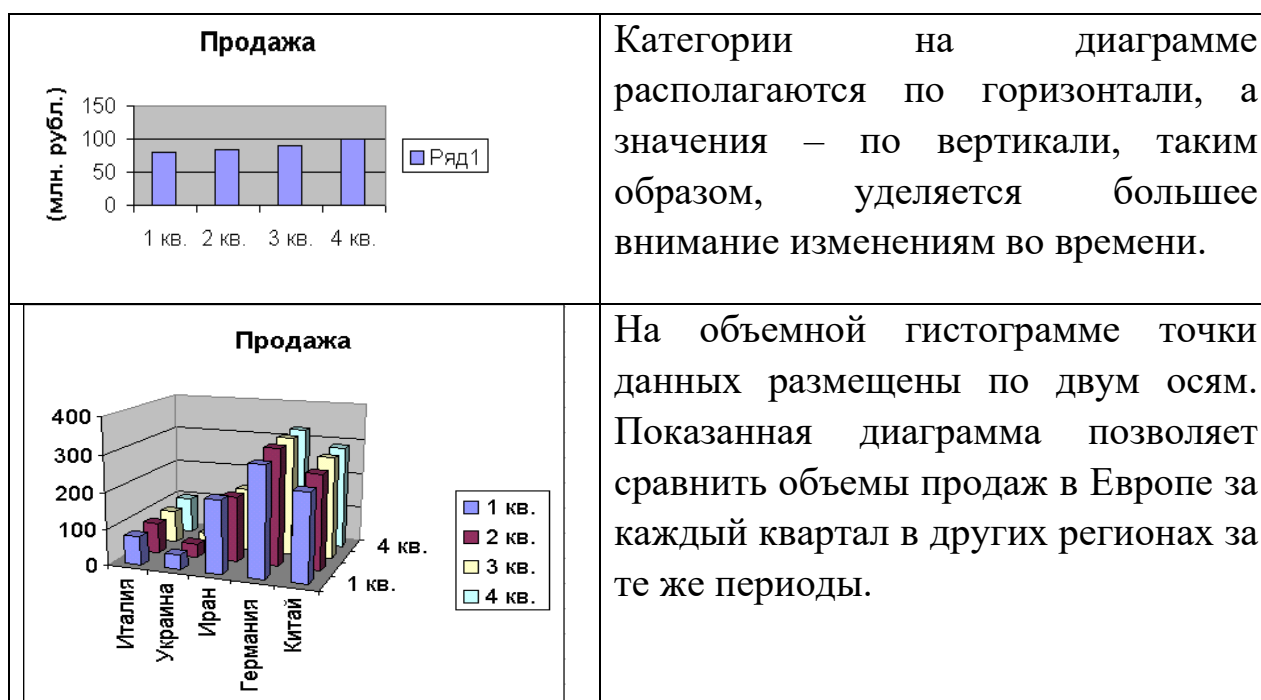 Продажа
(млн. рубл.)
150
100
50
0
1 кв. 2 кв. 3 кв. 4 кв.
Ряд1
Категории на диаграмме
располагаются по горизонтали, а
значения – по вертикали, таким
образом, уделяется большее
внимание изменениям во времени.
Продажа
400
300
200
100
0
Италия
Украина
Иран
Германия
Китай
4 кв.
1 кв.
1 кв.
2 кв.
3 кв.
4 кв.
На объемной гистограмме точки
данных размещены по двум осям.
Показанная диаграмма позволяет
сравнить объемы продаж в Европе за
каждый квартал в других регионах за
те же периоды.